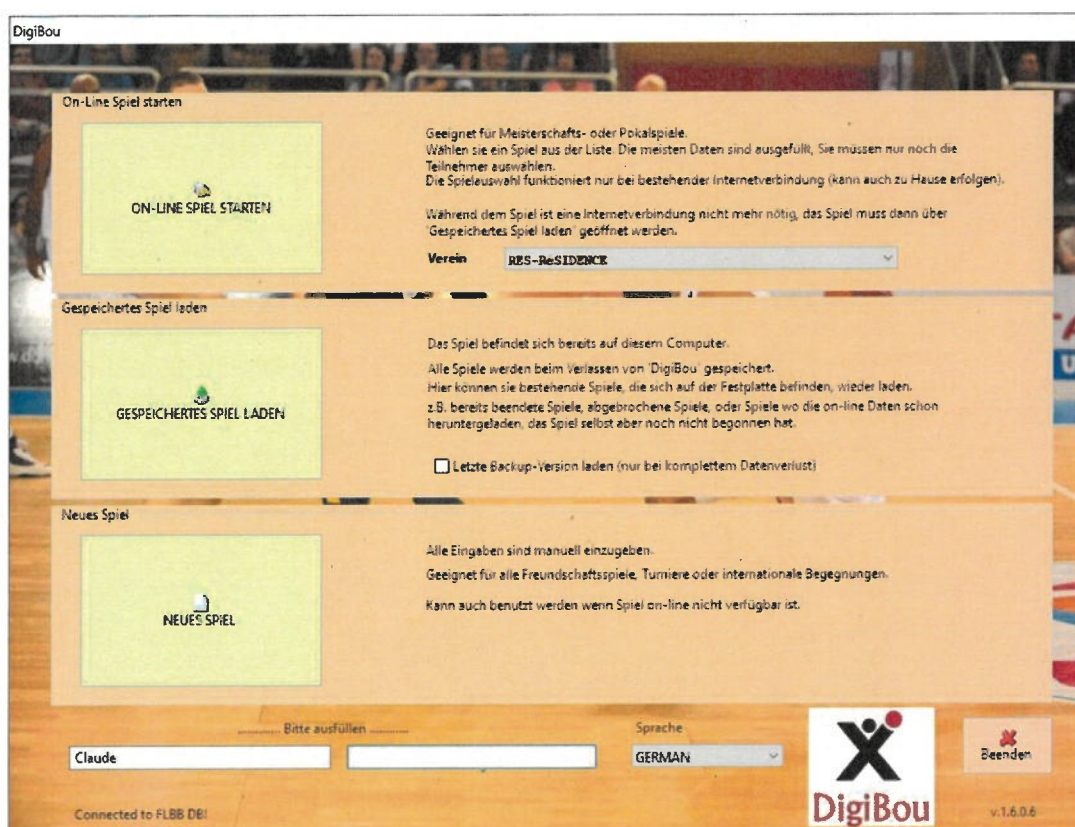 DigiBou
On-Line Spiel starten
ON-LINE SPIEL STARTEN
Geeignet für Meisterschafts- oder Pokalspiele.
Wählen sie ein Spiel aus der Liste. Die meisten Daten sind ausgefüllt, Sie müssen nur noch die
Teilnehmer auswählen.
Die Spielauswahl funktioniert nur bei bestehender Internetverbindung (kann auch zu Hause erfolgen).
Während dem Spiel ist eine Internetverbindung nicht mehr nötig, das Spiel muss dann über
'Gespeichertes Spiel laden' geöffnet werden.
Verein RES-ReSIDENCE
Gespeichertes Spiel laden
GESPEICHERTES SPIEL LADEN
Das Spiel befindet sich bereits auf diesem Computer.
Alle Spiele werden beim Verlassen von 'DigiBou' gespeichert.
Hier können sie bestehende Spiele, die sich auf der Festplatte befinden, wieder laden.
z.B. bereits beendete Spiele, abgebrochene Spiele, oder Spiele wo die on-line Daten schon
heruntergeladen, das Spiel selbst aber noch nicht begonnen hat.
Letzte Backup-Version laden (nur bei komplettem Datenverlust)
Neues Spiel
NEUES SPIEL
Alle Eingaben sind manuell einzugeben.
Geeignet für alle Freundschaftsspiele, Turniere oder internationale Begegnungen.
Kann auch benutzt werden wenn Spiel on-line nicht verfügbar ist.
.......... Bitte ausfüllen ..........
Sprache
Claude
GERMAN
Beenden
DigiBou
Connected to FLBB DB!
v.1.6.0.6